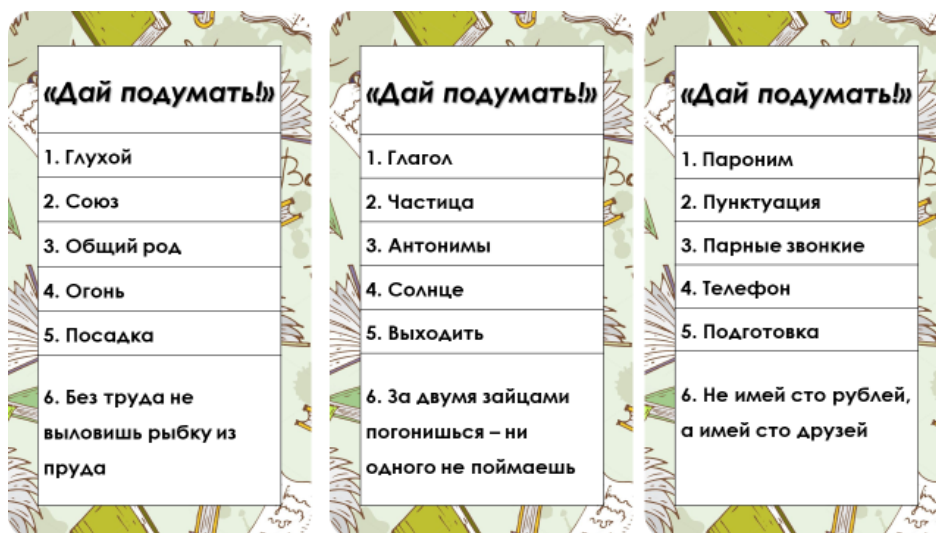 «Дай подумать!»
1. Глухой
2. Союз
3. Общий род
4. Огонь
5. Посадка
6. Без труда не
выловишь рыбку из
пруда
«Дай подумать!»
1. Глагол
2. Частица
3. Антонимы
4. Солнце
5. Выходить
6. За двумя зайцами
погонишься – ни
одного не поймаешь
«Дай подумать!»
1. Пароним
2. Пунктуация
3. Парные звонкие
4. Телефон
5. Подготовка
6. Не имей сто рублей,
а имей сто друзей